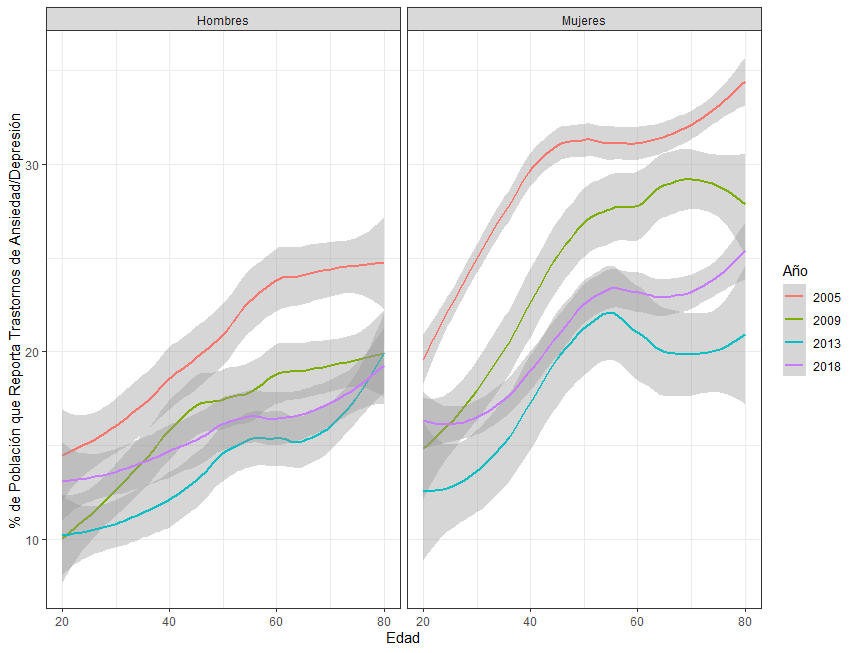 Hombres
Mujeres
% de Población que Reporta Trastornos de Ansiedad/Depresión
30
20
10
20 40 60 80
20 40 60 80
Edad
Año
2005
2009
2013
2018